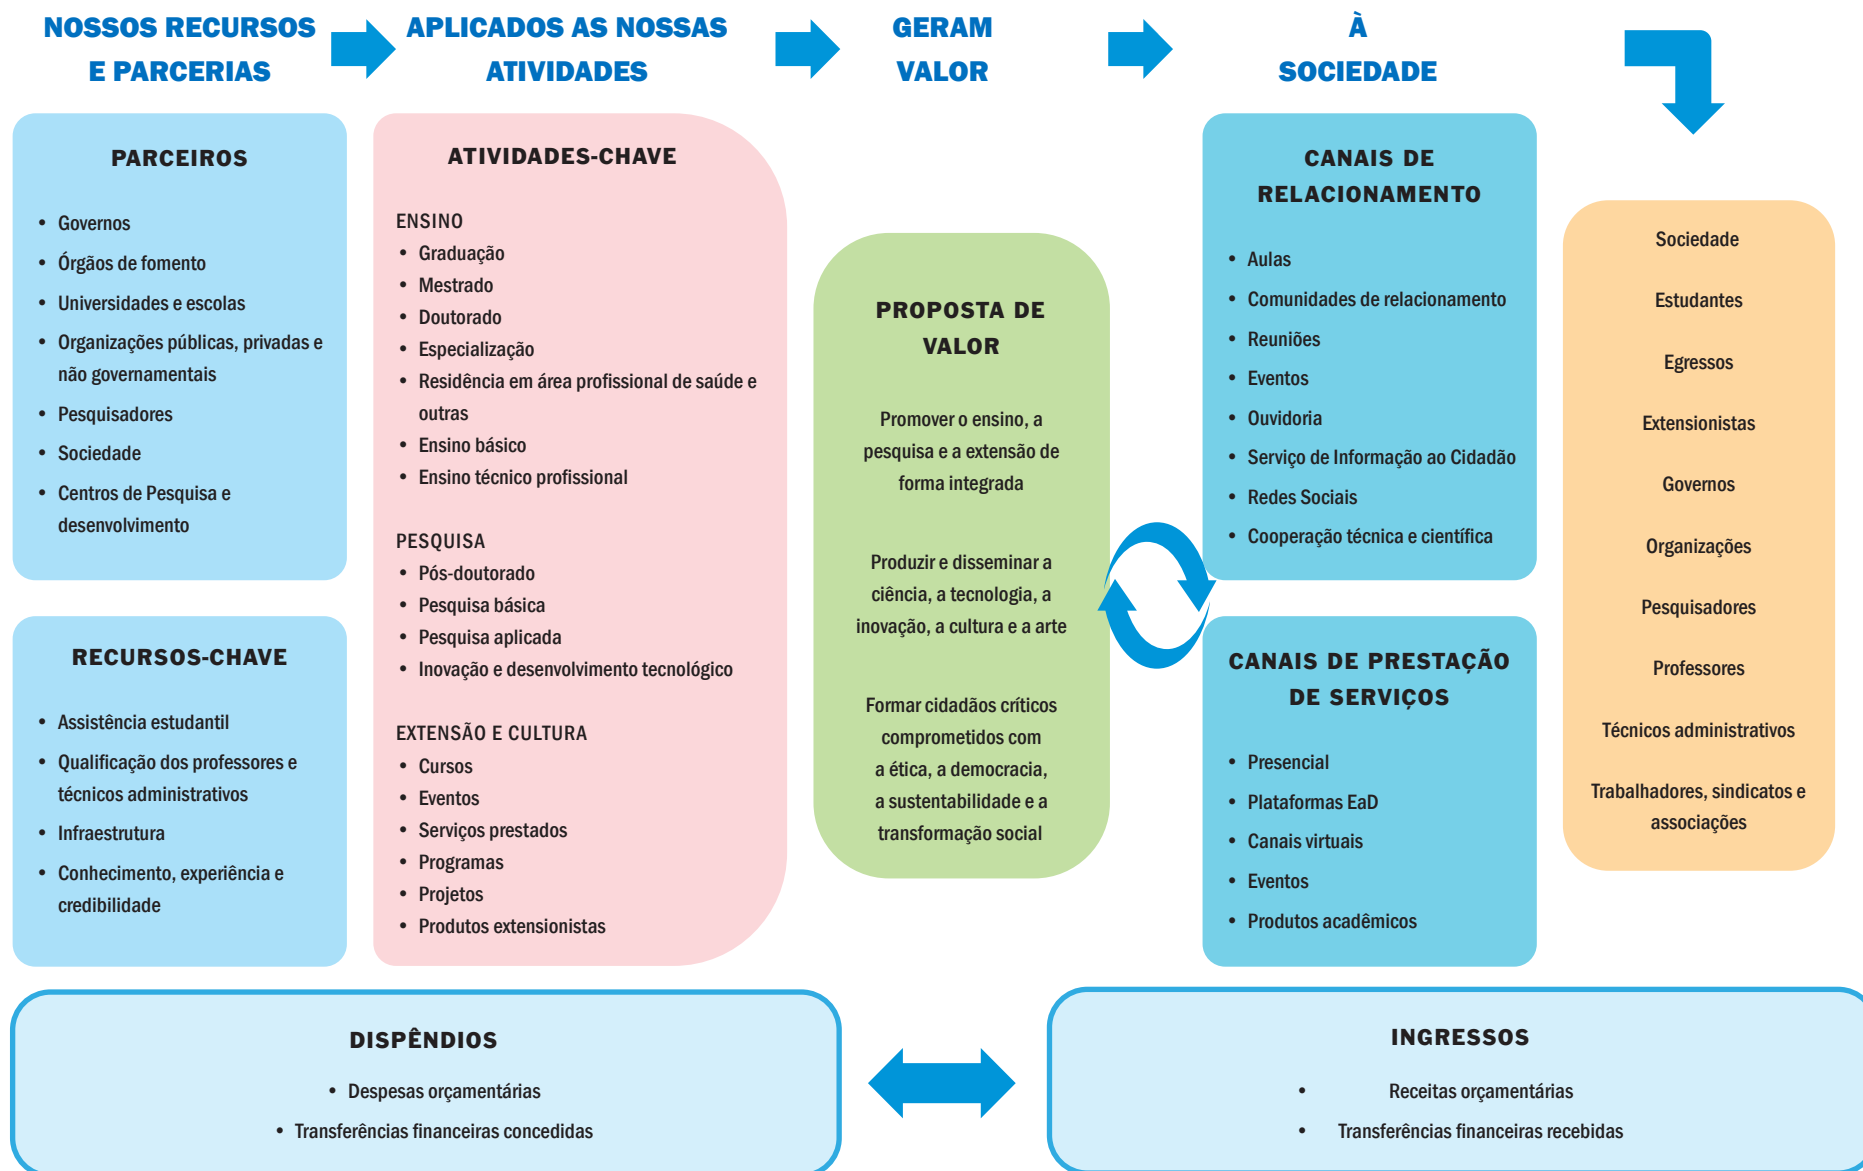 NOSSOS RECURSOS
E PARCERIAS
APLICADOS AS NOSSAS
ATIVIDADES
GERAM
VALOR
À
SOCIEDADE
PARCEIROS
• Governos
• Órgãos de fomento
• Universidades e escolas
• Organizações públicas, privadas e
não governamentais
• Pesquisadores
• Sociedade
• Centros de Pesquisa e
desenvolvimento
RECURSOS-CHAVE
• Assistência estudantil
• Qualificação dos professores e
técnicos administrativos
• Infraestrutura
• Conhecimento, experiência e
credibilidade
ATIVIDADES-CHAVE
ENSINO
• Graduação
• Mestrado
• Doutorado
• Especialização
• Residência em área profissional de saúde e
outras
• Ensino básico
• Ensino técnico profissional
PESQUISA
• Pós-doutorado
• Pesquisa básica
• Pesquisa aplicada
• Inovação e desenvolvimento tecnológico
EXTENSÃO E CULTURA
• Cursos
• Eventos
• Serviços prestados
• Programas
• Projetos
• Produtos extensionistas
PROPOSTA DE
VALOR
Promover o ensino, a
pesquisa e a extensão de
forma integrada
Produzir e disseminar a
ciência, a tecnologia, a
inovação, a cultura e a arte
Formar cidadãos críticos
comprometidos com
a ética, a democracia,
a sustentabilidade e a
transformação social
CANAIS DE
RELACIONAMENTO
• Aulas
• Comunidades de relacionamento
• Reuniões
• Eventos
• Ouvidoria
• Serviço de Informação ao Cidadão
• Redes Sociais
• Cooperação técnica e científica
CANAIS DE PRESTAÇÃO
DE SERVIÇOS
• Presencial
• Plataformas EaD
• Canais virtuais
• Eventos
• Produtos acadêmicos
Sociedade
Estudantes
Egressos
Extensionistas
Governos
Organizações
Pesquisadores
Professores
Técnicos administrativos
Trabalhadores, sindicatos e
associações
DISPÊNDIOS
• Despesas orçamentárias
• Transferências financeiras concedidas
INGRESSOS
• Receitas orçamentárias
• Transferências financeiras recebidas